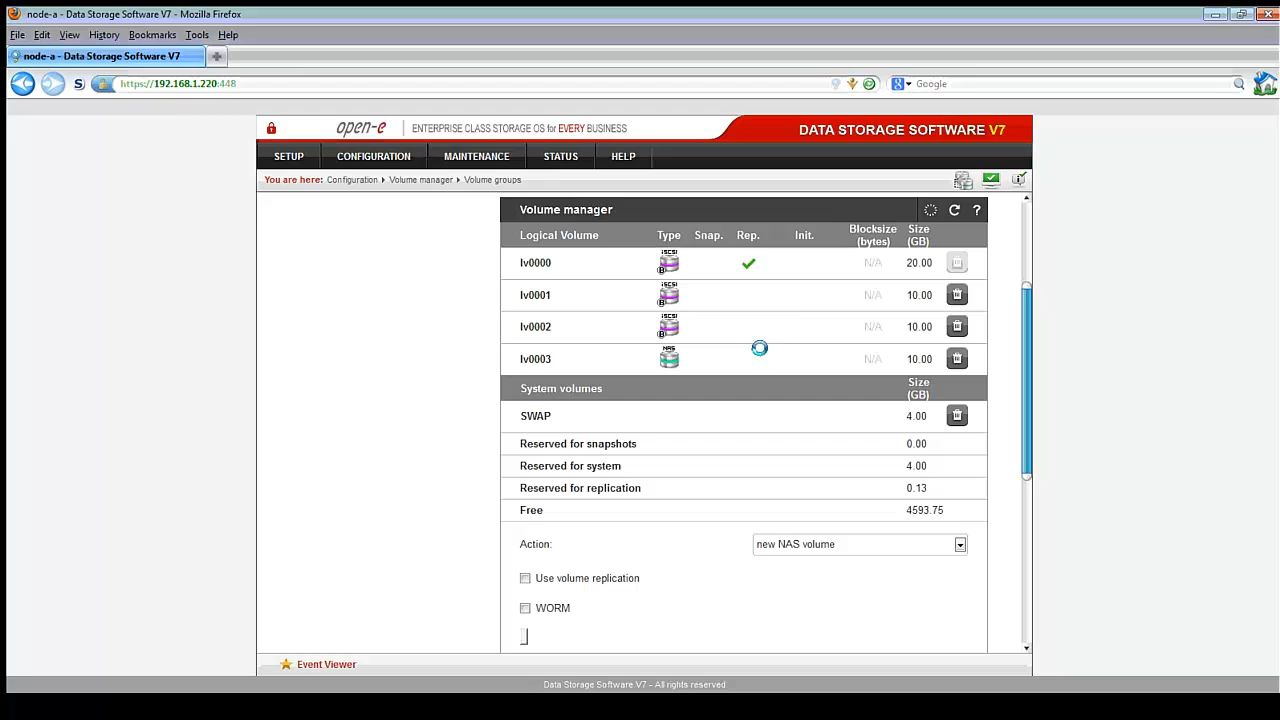 node-a - Data Storage Software V7 - Mozilla Firefox
File Edit View History Bookmarks Tools Help
node-a - Data Storage Software V7
S https://192.168.1.220:448 Google
open-e ENTERPRISE CLASS STORAGE OS for EVERY BUSINESS DATA STORAGE SOFTWARE V7
SETUP CONFIGURATION MAINTENANCE STATUS HELP
You are here: Configuration Volume manager Volume groups
Volume manager ?
Logical Volume Type Snap. Rep. Init. Blocksize (bytes) Size (GB)
lv0000 iSCSI B N/A 20.00
lv0001 iSCSI B N/A 10.00
lv0002 iSCSI B N/A 10.00
lv0003 NAS N/A 10.00
System volumes Size (GB)
SWAP 4.00
Reserved for snapshots 0.00
Reserved for system 4.00
Reserved for replication 0.13
Free 4593.75
Action: new NAS volume
Use volume replication
WORM
Event Viewer
Data Storage Software V7 - All rights reserved